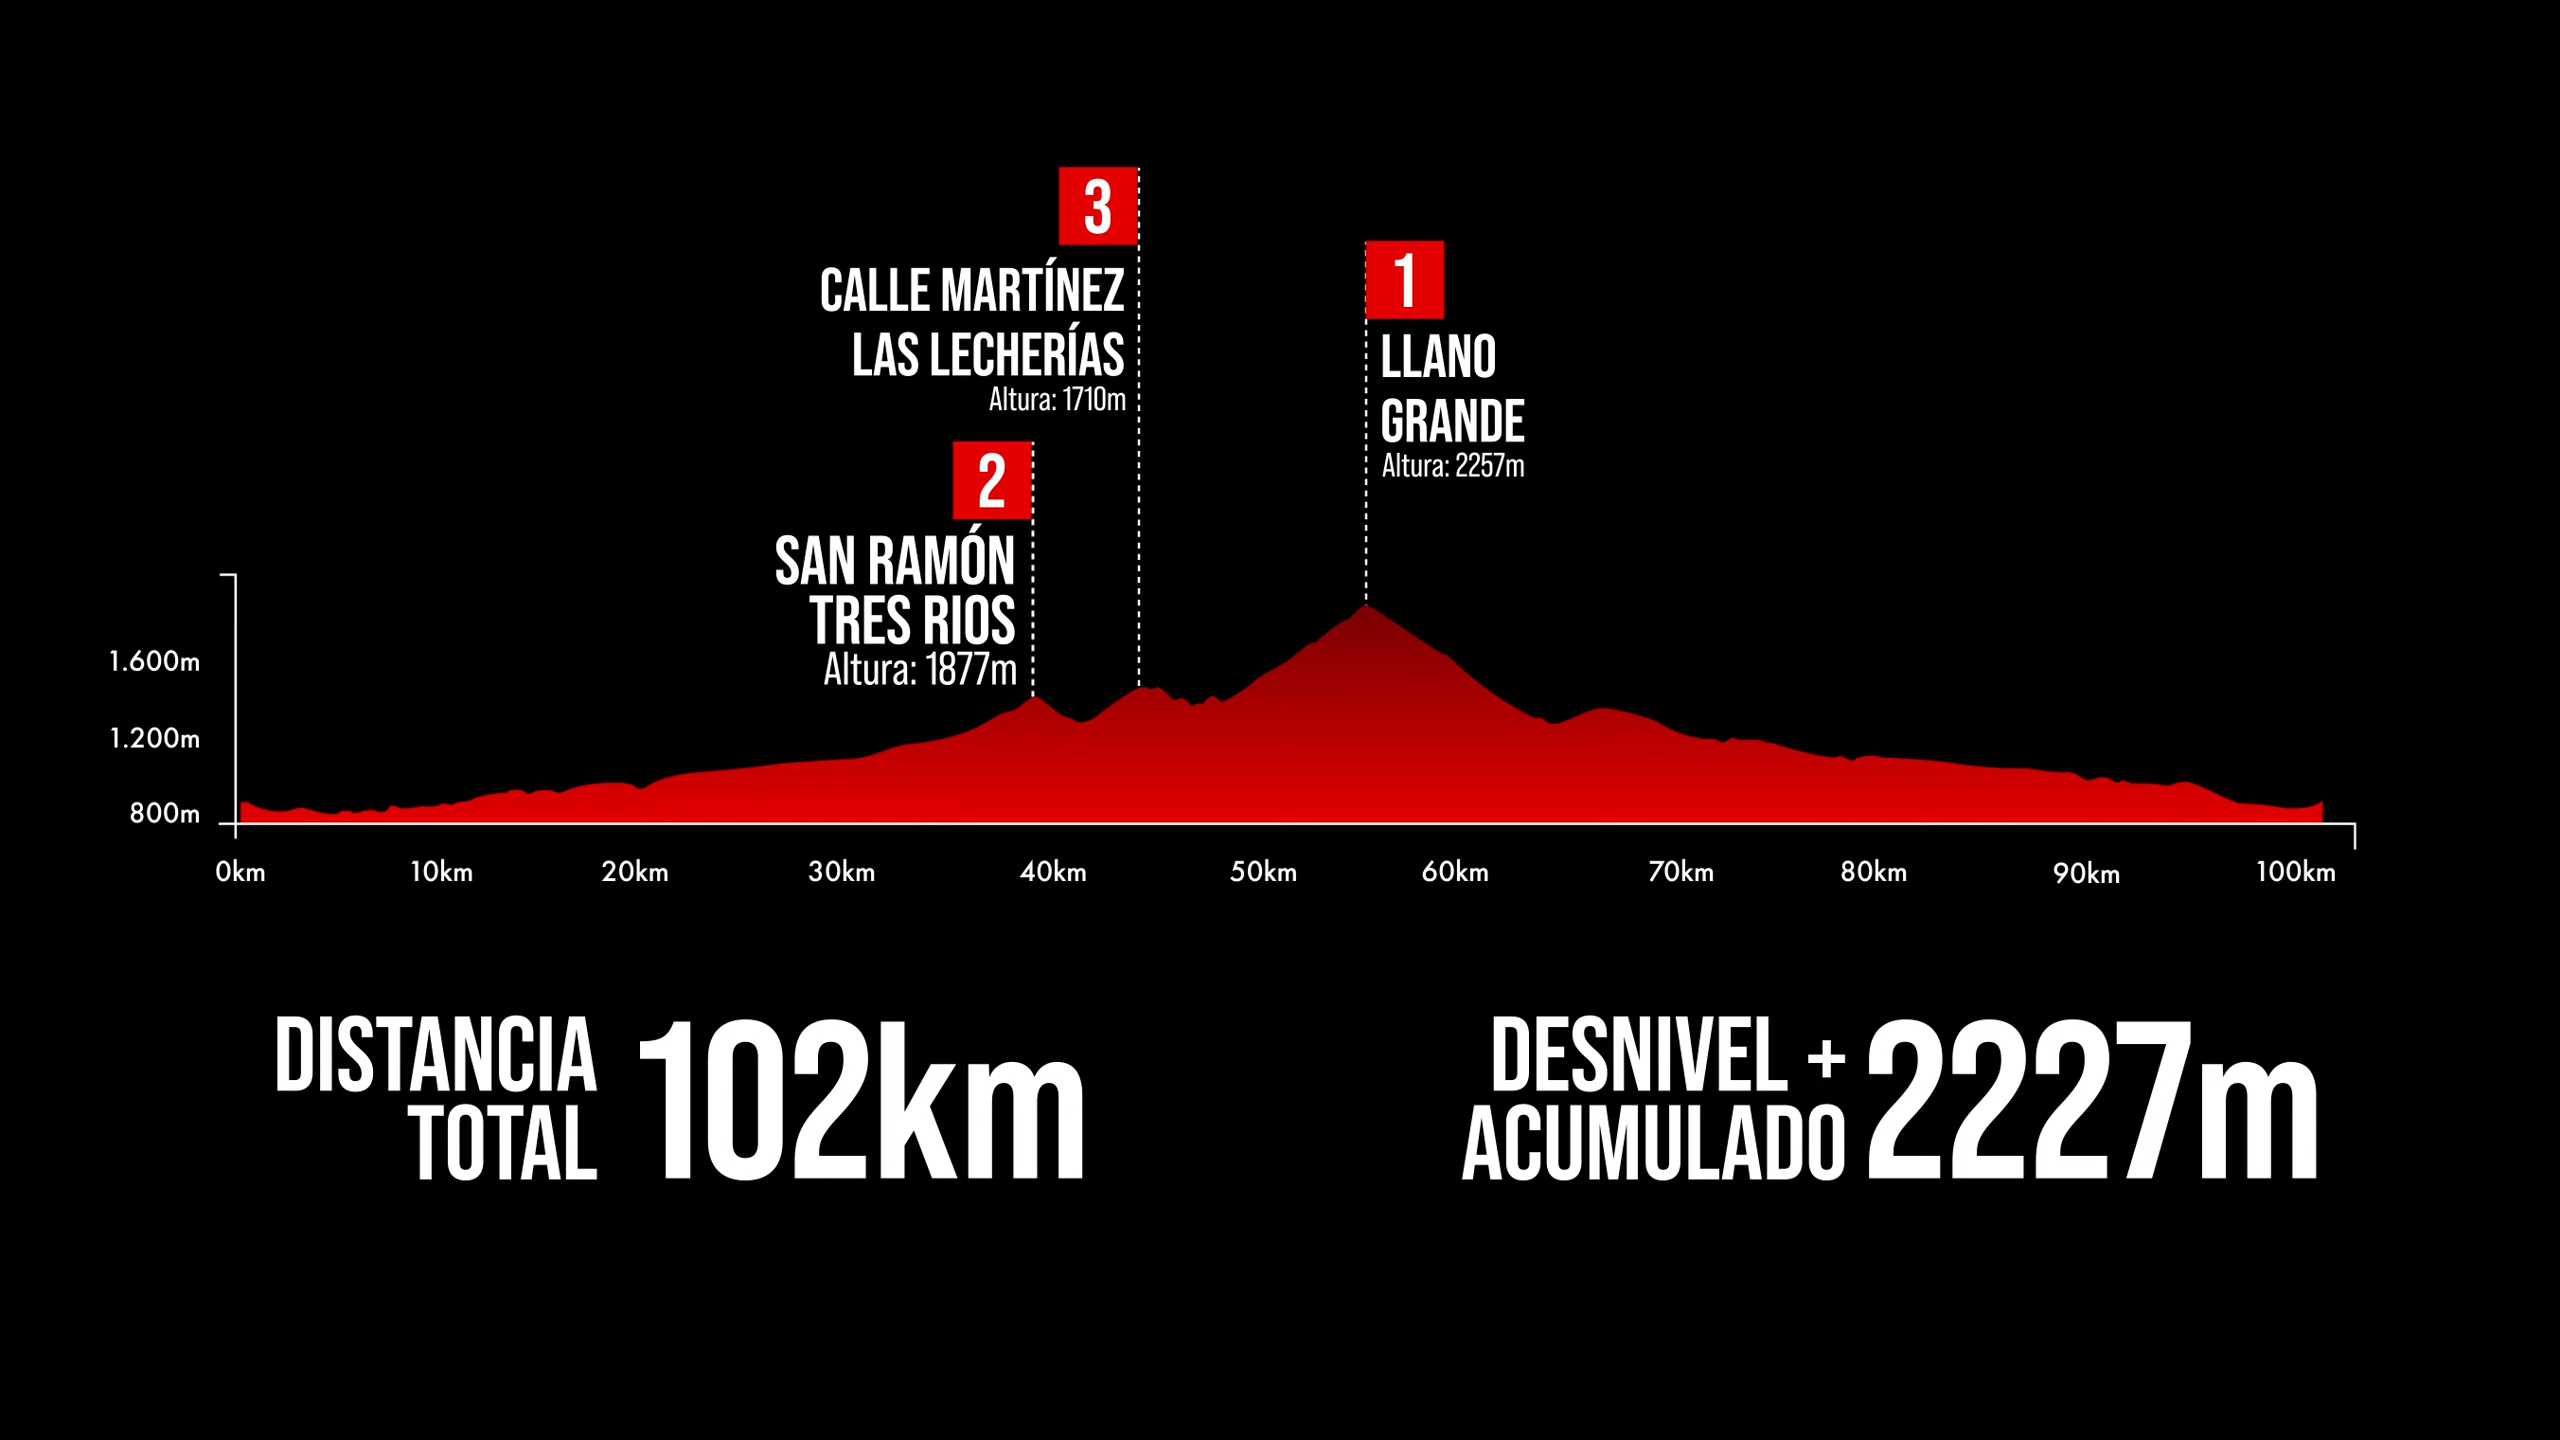 3
CALLE MARTÍNEZ
LAS LECHERÍAS
Altura: 1710m
1
LLANO
GRANDE
Altura: 2257m
2
SAN RAMÓN
TRES RIOS
Altura: 1877m
1.600m
1.200m
800m
0km 10km 20km 30km 40km 50km 60km 70km 80km 90km 100km
DISTANCIA
TOTAL
102km
DESNIVEL +
ACUMULADO
2227m